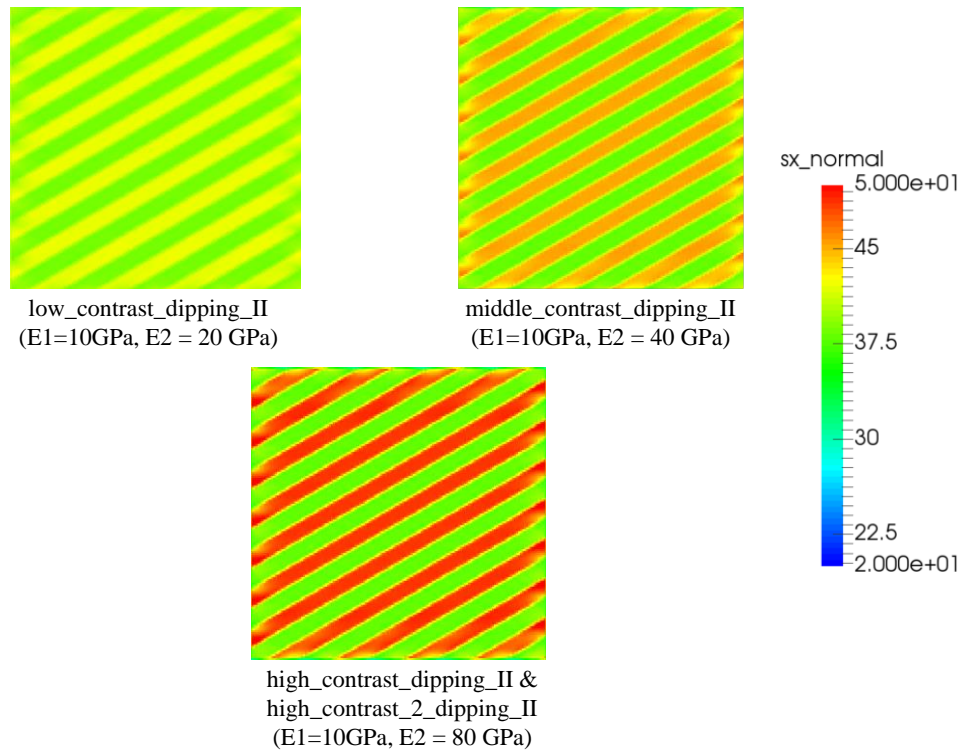 low_contrast_dipping_II
(E1=10GPa, E2 = 20 GPa)
middle_contrast_dipping_II
(E1=10GPa, E2 = 40 GPa)
sx_normal
5.000e+01
45
37.5
30
22.5
2.000e+01
high_contrast_dipping_II &
high_contrast_2_dipping_II
(E1=10GPa, E2 = 80 GPa)